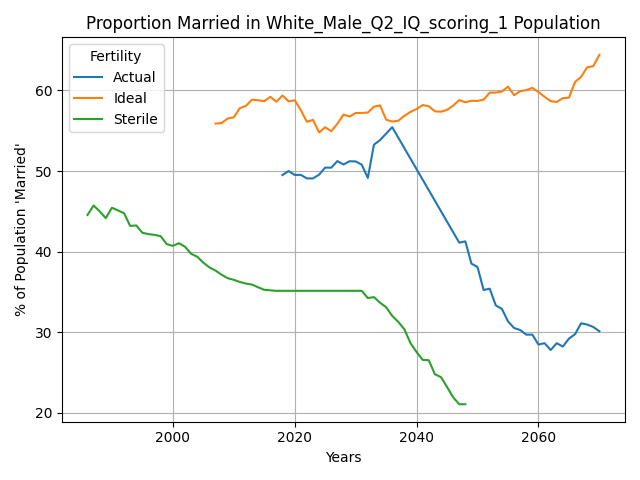 Proportion Married in White_Male_Q2_IQ_scoring_1 Population
Fertility
Actual
Ideal
Sterile
% of Population 'Married'
60
50
40
30
20
2000
2020
2040
2060
Years